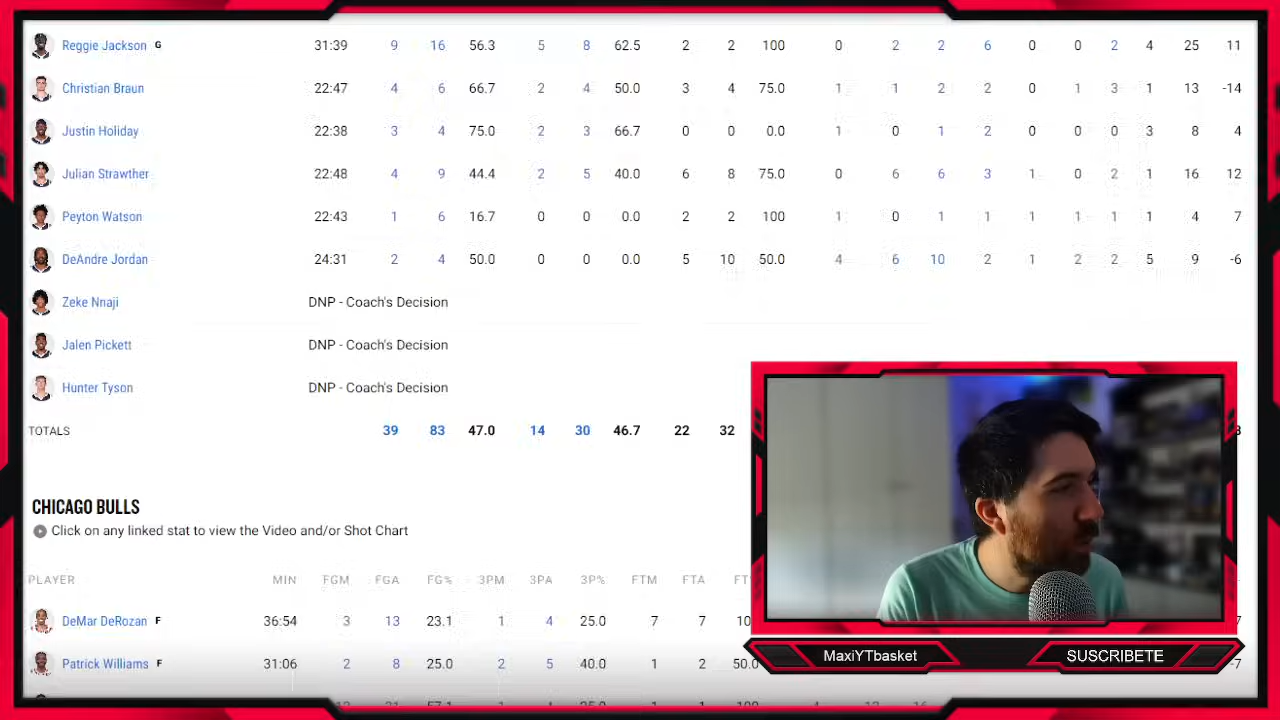 Reggie Jackson G 31:39 9 16 56.3 5 8 62.5 2 2 100 0 2 2 6 0 0 2 4 25 11
Christian Braun 22:47 4 6 66.7 2 4 50.0 3 4 75.0 1 1 2 2 0 1 3 1 13 -14
Justin Holiday 22:38 3 4 75.0 2 3 66.7 0 0 0.0 1 0 1 2 0 0 0 3 8 4
Julian Strawther 22:48 4 9 44.4 2 5 40.0 6 8 75.0 0 6 6 3 1 0 2 1 16 12
Peyton Watson 22:43 1 6 16.7 0 0 0.0 2 2 100 1 0 1 1 1 1 1 1 4 7
DeAndre Jordan 24:31 2 4 50.0 0 0 0.0 5 10 50.0 4 6 10 2 1 2 2 5 9 -6
Zeke Nnaji DNP - Coach's Decision
Jalen Pickett DNP - Coach's Decision
Hunter Tyson DNP - Coach's Decision
TOTALS 39 83 47.0 14 30 46.7 22 32
CHICAGO BULLS
Click on any linked stat to view the Video and/or Shot Chart
PLAYER MIN FGM FGA FG% 3PM 3PA 3P% FTM FTA
DeMar DeRozan F 36:54 3 13 23.1 1 4 25.0 7 7
Patrick Williams F 31:06 2 8 25.0 2 5 40.0 1 2 50.0 -7
MaxiYTbasket
SUSCRIBETE